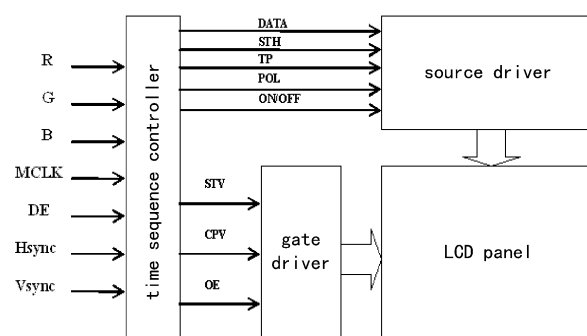 R
G
B
MCLK
DE
Hsync
Vsync
time sequence controller
DATA
STH
TP
POL
ON/OFF
source driver
STV
CPV
OE
gate
driver
LCD panel